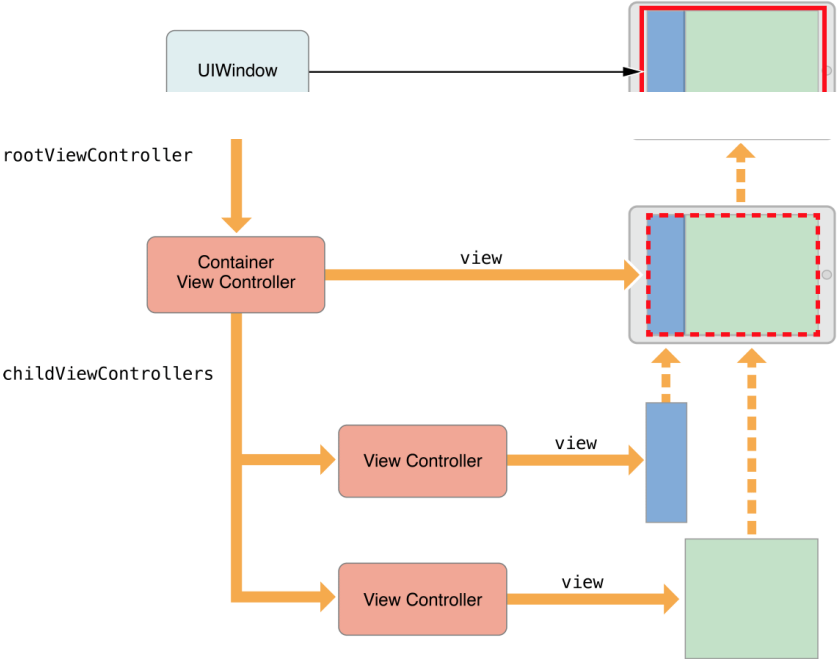 UIWindow
rootViewController
Container
View Controller
view
childViewControllers
View Controller
view
View Controller
view